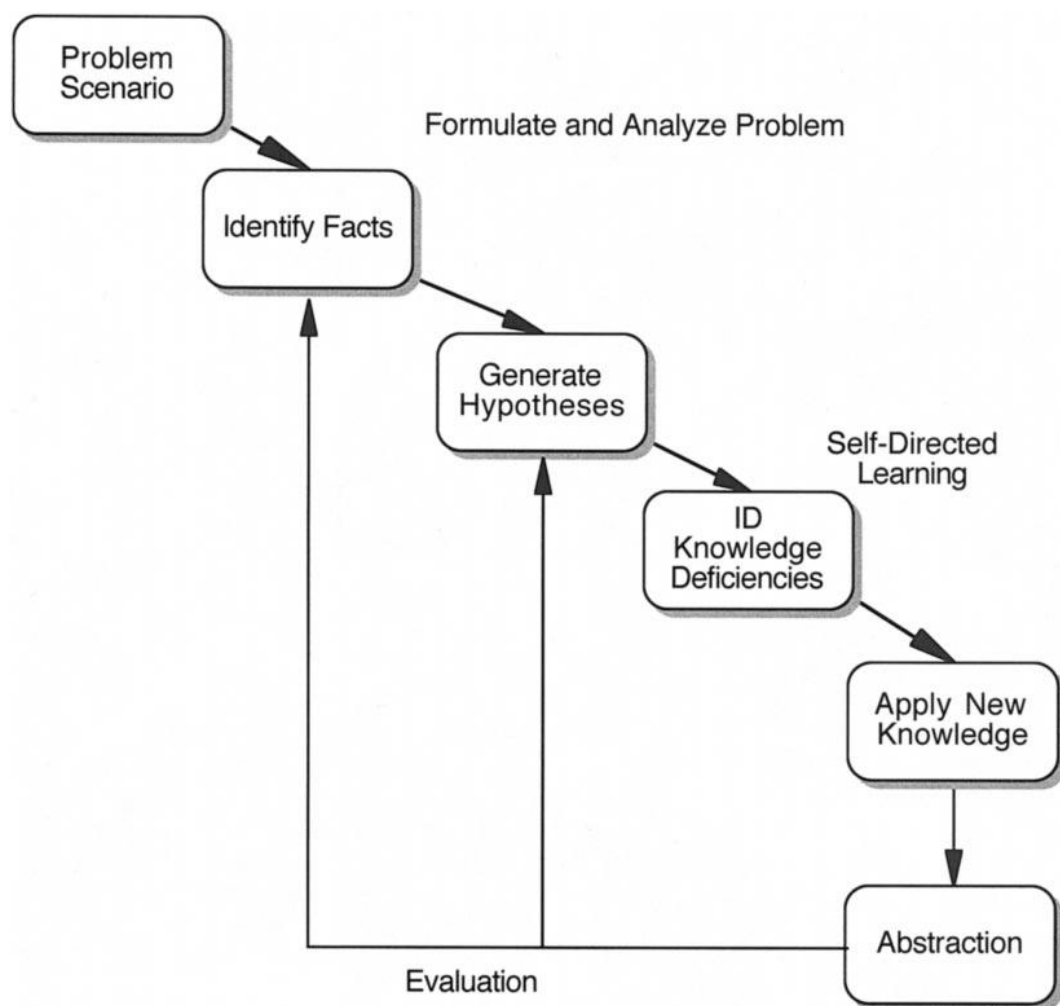 Problem
Scenario
Formulate and Analyze Problem
Identify Facts
Generate
Hypotheses
Self-Directed
Learning
ID
Knowledge
Deficiencies
Apply New
Knowledge
Abstraction
Evaluation